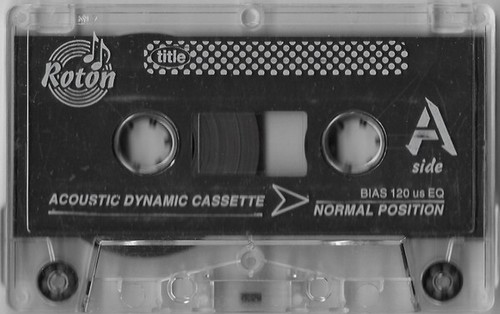 Roton
title
A
side
ACOUSTIC DYNAMIC CASSETTE
BIAS 120 us EQ
NORMAL POSITION